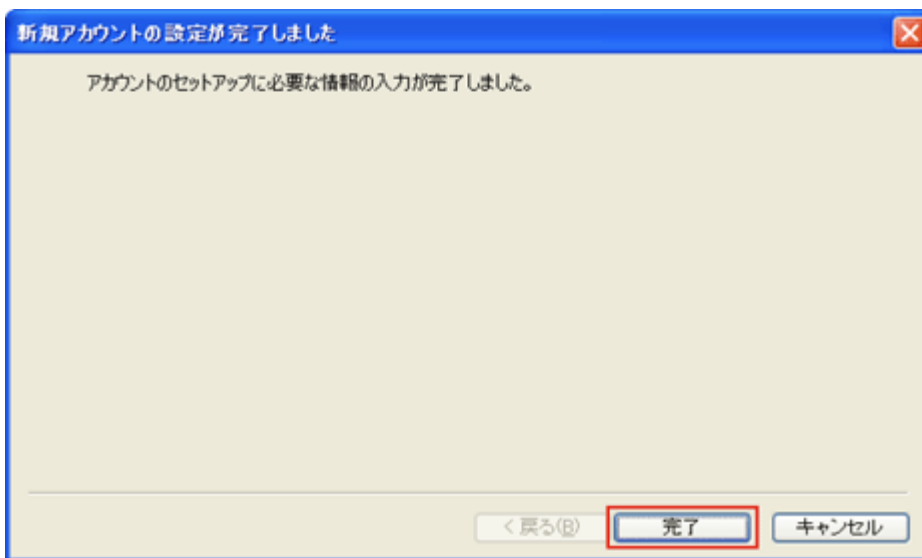 新規アカウントの設定が完了しました
アカウントのセットアップに必要な情報の入力が完了しました。
< 戻る(B)
完了
キャンセル